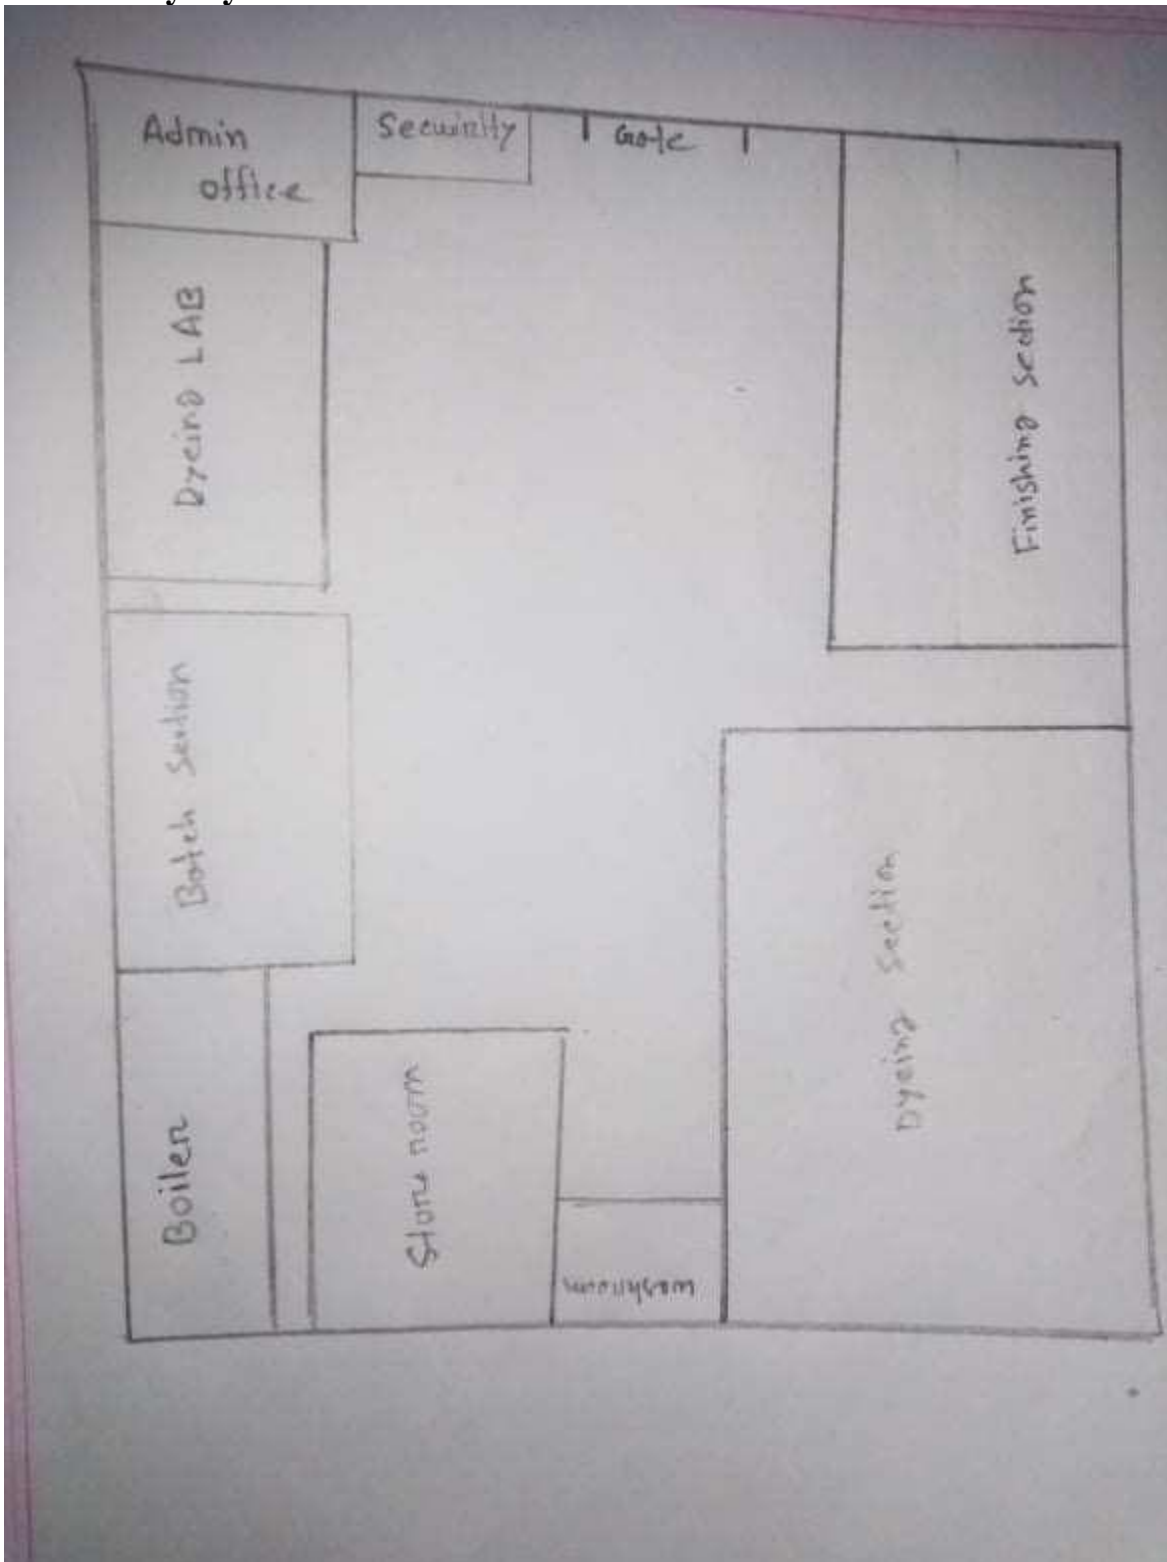 Admin
office
Security
Gate
Dyeing LAB
Finishing section
Batch Section
Dyeing section
Boiler
Store room
washroom